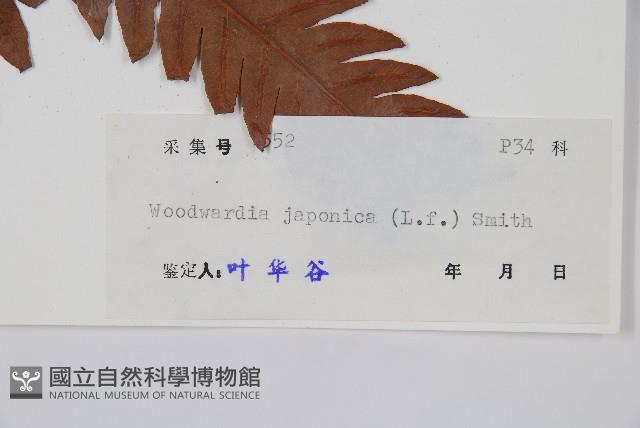 采集号 552 P34 科
Woodwardia japonica (L.f.) Smith
鉴定人: 叶华谷 年 月 日
國立自然科學博物館
NATIONAL MUSEUM OF NATURAL SCIENCE